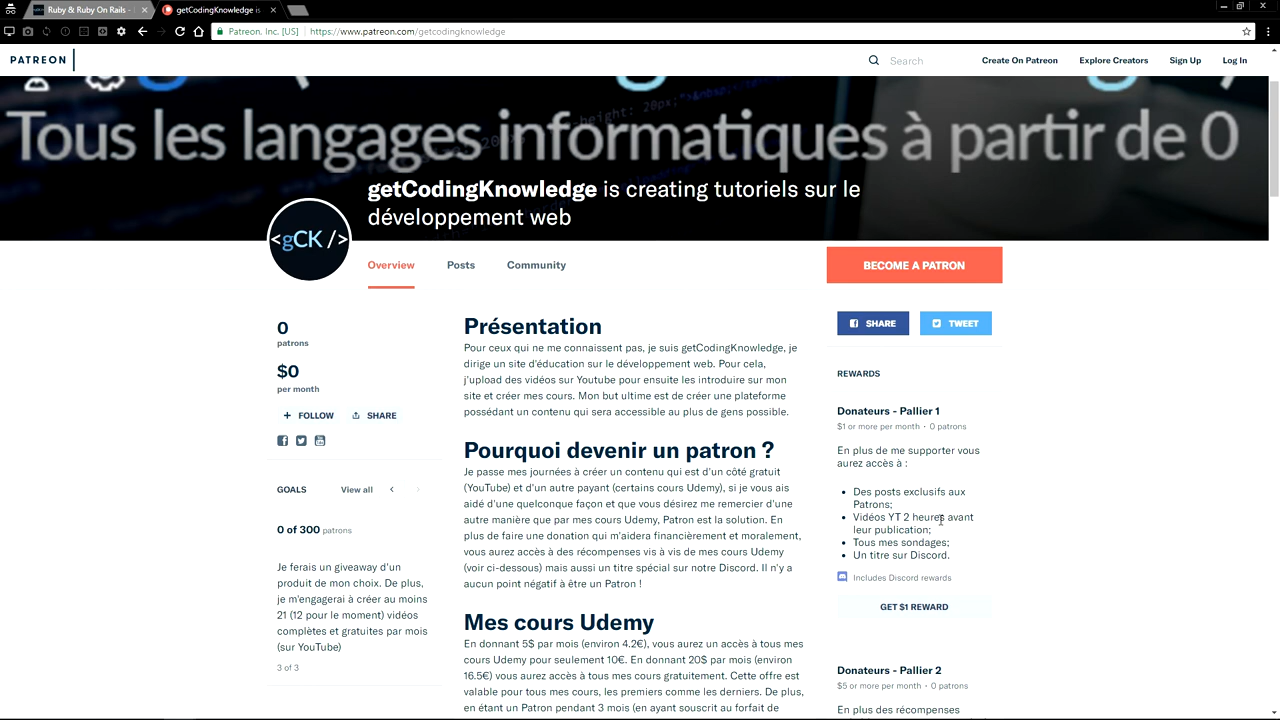 Ruby & Ruby On Rails -
getCodingKnowledge is
Patreon, Inc. [US]
https://www.patreon.com/getcodingknowledge
PATREON
Search
Create On Patreon
Explore Creators
Sign Up
Log In
Tous les langages informatiques à partir de 0
getCodingKnowledge is creating tutoriels sur le
développement web
<gCK />
Overview
Posts
Community
BECOME A PATRON
0
patrons
$0
per month
+ FOLLOW
SHARE
GOALS
View all
0 of 300 patrons
Je ferais un giveaway d'un
produit de mon choix. De plus,
je m'engagerai à créer au moins
21 (12 pour le moment) vidéos
complètes et gratuites par mois
(sur YouTube)
3 of 3
Présentation
Pour ceux qui ne me connaissent pas, je suis getCodingKnowledge, je
dirige un site d'éducation sur le développement web. Pour cela,
j'upload des vidéos sur Youtube pour ensuite les introduire sur mon
site et créer mes cours. Mon but ultime est de créer une plateforme
possédant un contenu qui sera accessible au plus de gens possible.
Pourquoi devenir un patron ?
Je passe mes journées à créer un contenu qui est d'un côté gratuit
(YouTube) et d'un autre payant (certains cours Udemy), si je vous ais
aidé d'une quelconque façon et que vous désirez me remercier d'une
autre manière que par mes cours Udemy, Patron est la solution. En
plus de faire une donation qui m'aidera financièrement et moralement,
vous aurez accès à des récompenses vis à vis de mes cours Udemy
(voir ci-dessous) mais aussi un titre spécial sur notre Discord. Il n'y a
aucun point négatif à être un Patron !
Mes cours Udemy
En donnant 5$ par mois (environ 4.2€), vous aurez un accès à tous mes
cours Udemy pour seulement 10€. En donnant 20$ par mois (environ
16.5€) vous aurez accès à tous mes cours gratuitement. Cette offre est
valable pour tous mes cours, les premiers comme les derniers. De plus,
en étant un Patron pendant 3 mois (en ayant souscrit au forfait de
SHARE
TWEET
REWARDS
Donateurs - Pallier 1
$1 or more per month • 0 patrons
En plus de me supporter vous
aurez accès à :
• Des posts exclusifs aux
Patrons;
• Vidéos YT 2 heures avant
leur publication;
• Tous mes sondages;
• Un titre sur Discord.
Includes Discord rewards
GET $1 REWARD
Donateurs - Pallier 2
$5 or more per month • 0 patrons
En plus des récompenses